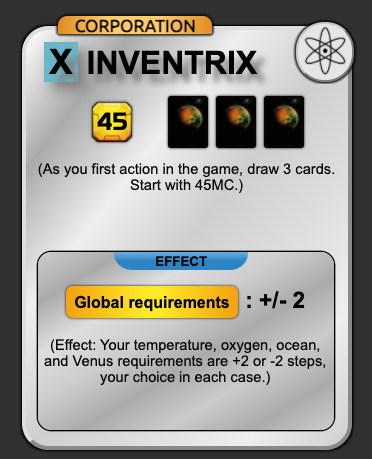 CORPORATION
X INVENTRIX
45
(As you first action in the game, draw 3 cards.
Start with 45MC.)
EFFECT
Global requirements : +/- 2
(Effect: Your temperature, oxygen, ocean,
and Venus requirements are +2 or -2 steps,
your choice in each case.)